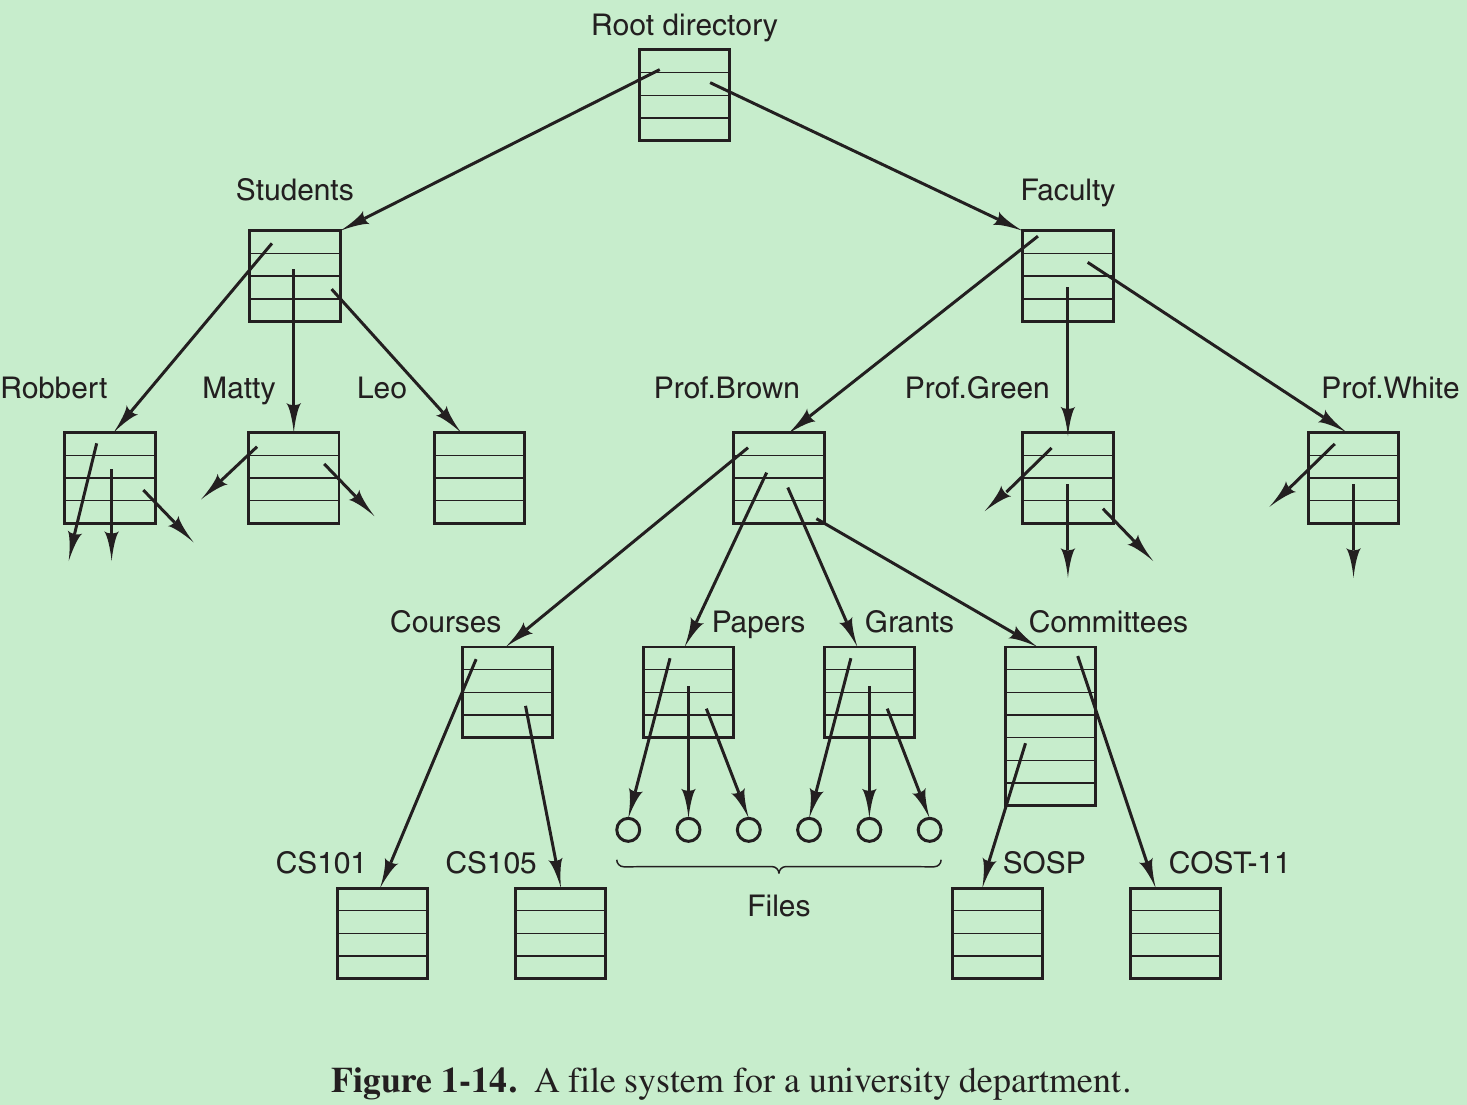 Root directory
Students
Faculty
Robbert
Matty
Leo
Prof.Brown
Prof.Green
Prof.White
Courses
Papers
Grants
Committees
CS101
CS105
SOSP
COST-11
Files
Figure 1-14. A file system for a university department.